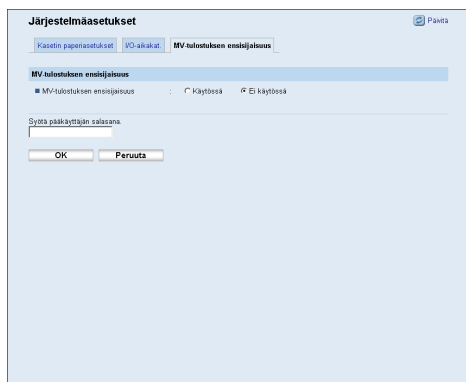 Järjestelmäasetukset
Päivitä
Kasetin paperiasetukset I/O-aikakat. MV-tulostuksen ensisijaisuus
MV-tulostuksen ensisijaisuus
MV-tulostuksen ensisijaisuus : Käytössä Ei käytössä
Syötä pääkäyttäjän salasana.
OK Peruuta